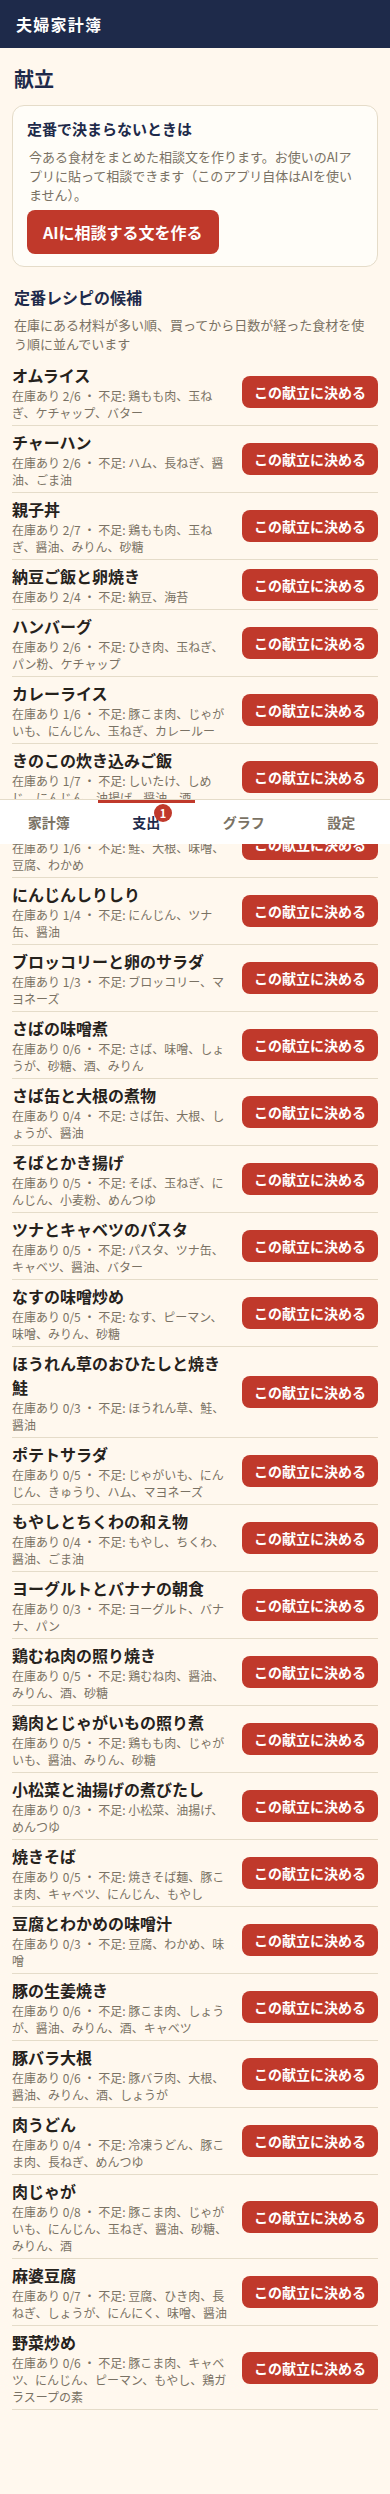 夫婦家計簿
献立
定番で決まらないときは
今ある食材をまとめた相談文を作ります。お使いのAIア
プリに貼って相談できます（このアプリ自体はAIを使い
ません）。
AIに相談する文を作る
定番レシピの候補
在庫にある材料が多い順、買ってから日数が経った食材を使
う順に並んでいます
オムライス
在庫あり 2/6 ・ 不足: 鶏もも肉、玉ね
ぎ、ケチャップ、バター
この献立に決める
チャーハン
在庫あり 2/6 ・ 不足: ハム、長ねぎ、醤
油、ごま油
この献立に決める
親子丼
在庫あり 2/7 ・ 不足: 鶏もも肉、玉ね
ぎ、醤油、みりん、砂糖
この献立に決める
納豆ご飯と卵焼き
在庫あり 2/4 ・ 不足: 納豆、海苔
この献立に決める
ハンバーグ
在庫あり 2/6 ・ 不足: ひき肉、玉ねぎ、
パン粉、ケチャップ
この献立に決める
カレーライス
在庫あり 1/6 ・ 不足: 豚こま肉、じゃが
いも、にんじん、玉ねぎ、カレールー
この献立に決める
きのこの炊き込みご飯
在庫あり 1/7 ・ 不足: しいたけ、しめ
じ、にんじん、油揚げ、醤油、酒
この献立に決める
家計簿
支出
1
グラフ
設定
在庫あり 1/6 ・ 不足: 鮭、大根、味噌、
豆腐、わかめ
この献立に決める
にんじんしりしり
在庫あり 1/4 ・ 不足: にんじん、ツナ
缶、醤油
この献立に決める
ブロッコリーと卵のサラダ
在庫あり 1/3 ・ 不足: ブロッコリー、マ
ヨネーズ
この献立に決める
さばの味噌煮
在庫あり 0/6 ・ 不足: さば、味噌、しょ
うが、砂糖、酒、みりん
この献立に決める
さば缶と大根の煮物
在庫あり 0/4 ・ 不足: さば缶、大根、し
ょうが、醤油
この献立に決める
そばとかき揚げ
在庫あり 0/5 ・ 不足: そば、玉ねぎ、に
んじん、小麦粉、めんつゆ
この献立に決める
ツナとキャベツのパスタ
在庫あり 0/5 ・ 不足: パスタ、ツナ缶、
キャベツ、醤油、バター
この献立に決める
なすの味噌炒め
在庫あり 0/5 ・ 不足: なす、ピーマン、
味噌、みりん、砂糖
この献立に決める
ほうれん草のおひたしと焼き
鮭
在庫あり 0/3 ・ 不足: ほうれん草、鮭、
醤油
この献立に決める
ポテトサラダ
在庫あり 0/5 ・ 不足: じゃがいも、にん
じん、きゅうり、ハム、マヨネーズ
この献立に決める
もやしとちくわの和え物
在庫あり 0/4 ・ 不足: もやし、ちくわ、
醤油、ごま油
この献立に決める
ヨーグルトとバナナの朝食
在庫あり 0/3 ・ 不足: ヨーグルト、バナ
ナ、パン
この献立に決める
鶏むね肉の照り焼き
在庫あり 0/5 ・ 不足: 鶏むね肉、醤油、
みりん、酒、砂糖
この献立に決める
鶏肉とじゃがいもの照り煮
在庫あり 0/5 ・ 不足: 鶏もも肉、じゃが
いも、醤油、みりん、砂糖
この献立に決める
小松菜と油揚げの煮びたし
在庫あり 0/3 ・ 不足: 小松菜、油揚げ、
めんつゆ
この献立に決める
焼きそば
在庫あり 0/5 ・ 不足: 焼きそば麺、豚こ
ま肉、キャベツ、にんじん、もやし
この献立に決める
豆腐とわかめの味噌汁
在庫あり 0/3 ・ 不足: 豆腐、わかめ、味
噌
この献立に決める
豚の生姜焼き
在庫あり 0/6 ・ 不足: 豚こま肉、しょう
が、醤油、みりん、酒、キャベツ
この献立に決める
豚バラ大根
在庫あり 0/6 ・ 不足: 豚バラ肉、大根、
醤油、みりん、酒、しょうが
この献立に決める
肉うどん
在庫あり 0/4 ・ 不足: 冷凍うどん、豚こ
ま肉、長ねぎ、めんつゆ
この献立に決める
肉じゃが
在庫あり 0/8 ・ 不足: 豚こま肉、じゃが
いも、にんじん、玉ねぎ、醤油、砂糖、
みりん、酒
この献立に決める
麻婆豆腐
在庫あり 0/7 ・ 不足: 豆腐、ひき肉、長
ねぎ、しょうが、にんにく、味噌、醤油
この献立に決める
野菜炒め
在庫あり 0/6 ・ 不足: 豚こま肉、キャベ
ツ、にんじん、ピーマン、もやし、鶏ガ
ラスープの素
この献立に決める